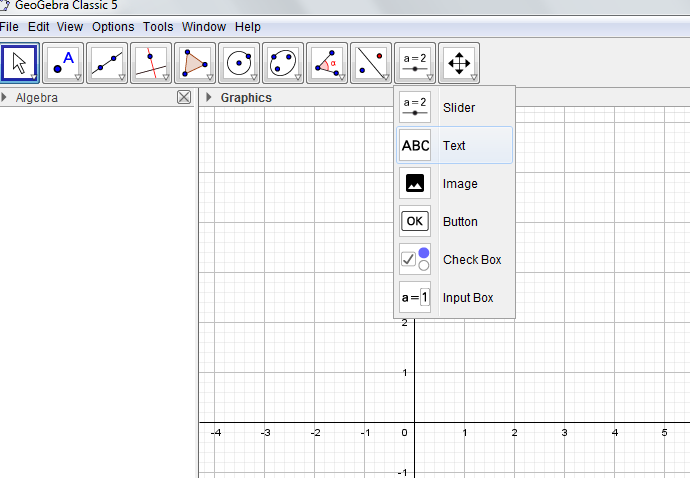 GeoGebra Classic 5
File Edit View Options Tools Window Help
A α a=2
Algebra
Graphics
a=2 Slider
ABC Text
Image
OK Button
Check Box
a=1 Input Box
2
1
-4 -3 -2 -1 0 1 2 3 4 5
-1